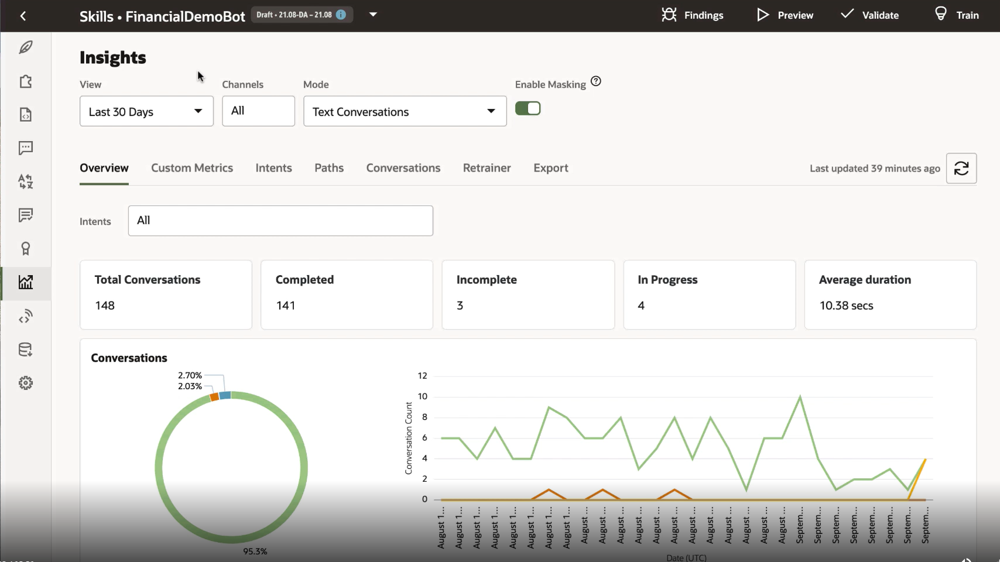 Skills • FinancialDemoBot
Draft • 21.08-DA – 21.08
Findings
Preview
Validate
Train
Insights
View
Channels
Mode
Enable Masking
Last 30 Days
All
Text Conversations
Overview
Custom Metrics
Intents
Paths
Conversations
Retrainer
Export
Last updated 39 minutes ago
Intents
All
Total Conversations
148
Completed
141
Incomplete
3
In Progress
4
Average duration
10.38 secs
Conversations
2.70%
2.03%
95.3%
Conversation Count
12
10
8
6
4
2
0
August 1...
August 1...
August 1...
August 1...
August 1...
August 1...
August 1...
August 1...
August ...
August ...
August ...
August ...
August ...
August ...
August ...
August ...
August ...
August ...
August ...
August ...
Septem...
Septem...
Septem...
Septem...
Septem...
Septem...
Septem...
Septem...
Date (UTC)